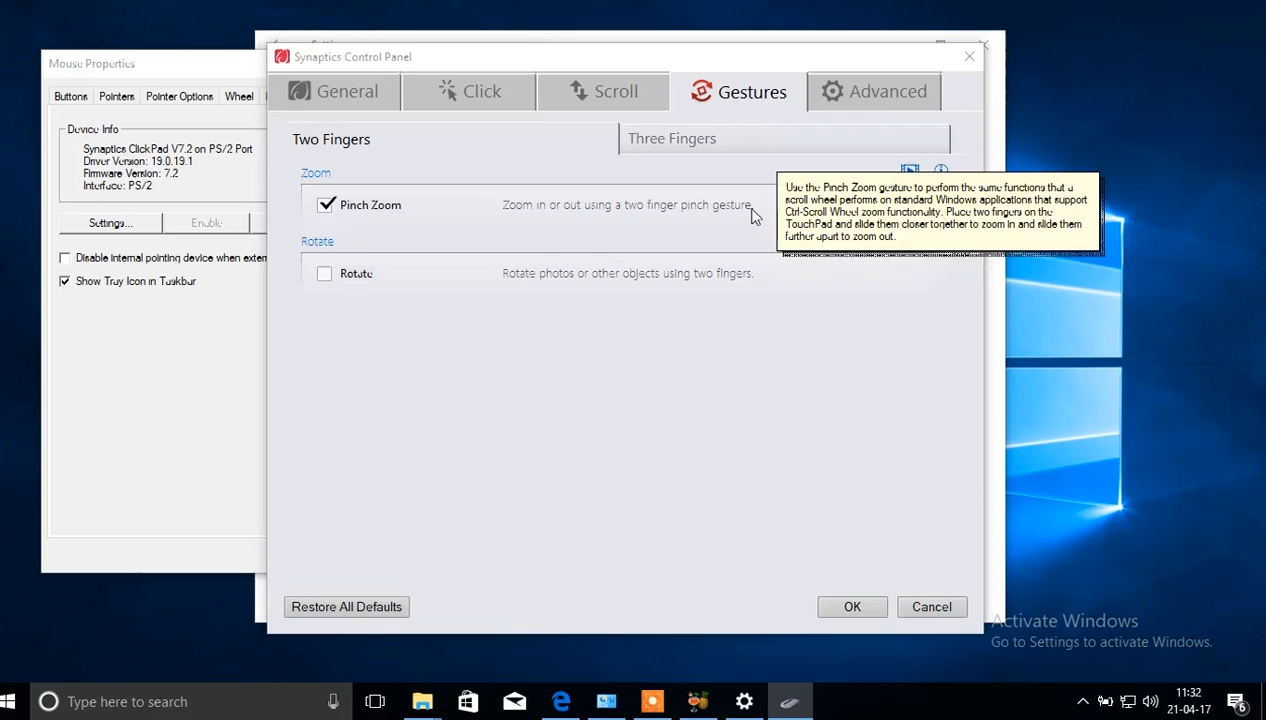 Mouse Properties
Buttons
Pointers
Pointer Options
Wheel
Device Info
Synaptics ClickPad V7.2 on PS/2 Port
Driver Version: 19.0.19.1
Firmware Version: 7.2
Interface: PS/2
Settings...
Enable
Disable internal pointing device when exter
Show Tray Icon in Taskbar
Synaptics Control Panel
General
Click
Scroll
Gestures
Advanced
Two Fingers
Three Fingers
Zoom
Pinch Zoom
Zoom in or out using a two finger pinch gesture.
Use the Pinch Zoom gesture to perform the same functions that a
scroll wheel performs on standard Windows applications that support
Ctrl-Scroll Wheel zoom functionality. Place two fingers on the
TouchPad and slide them closer together to zoom in and slide them
farther apart to zoom out.
Rotate
Rotate
Rotate photos or other objects using two fingers.
Restore All Defaults
OK
Cancel
Activate Windows
Go to Settings to activate Windows.
Type here to search
11:32
21-04-17
6